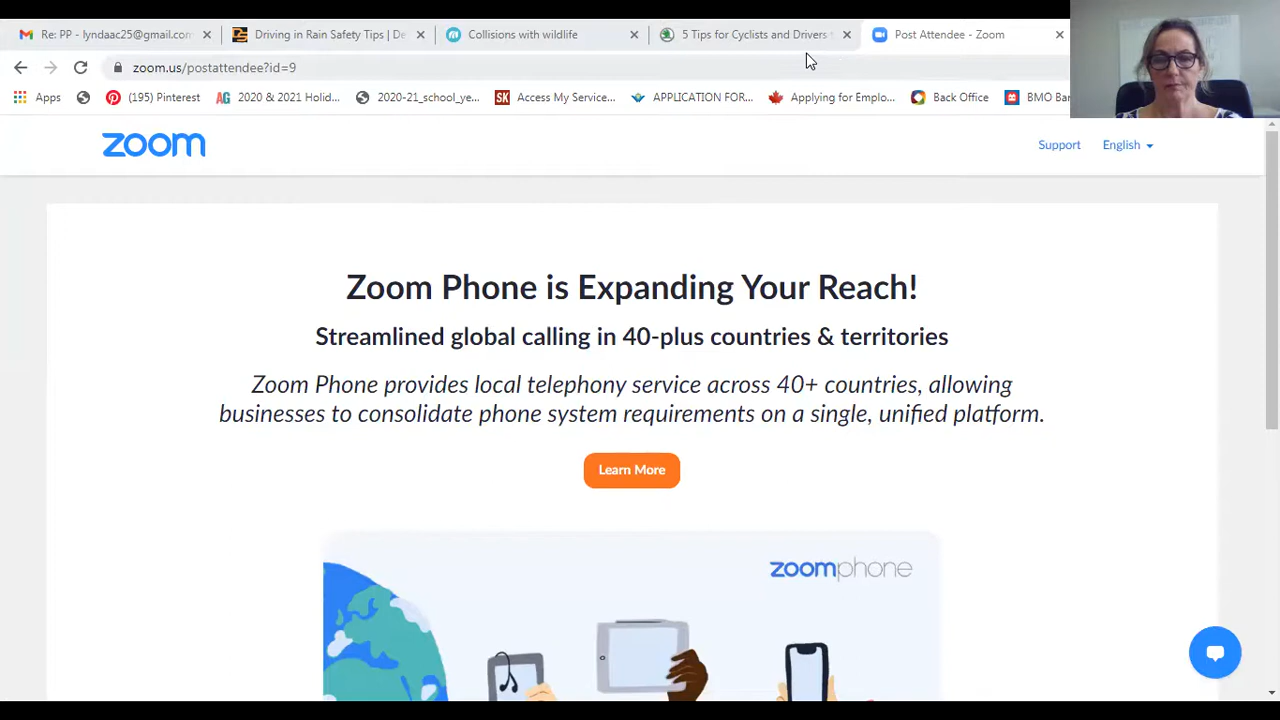 Re: PP - lyndaac25@gmail.com
Driving in Rain Safety Tips | De
Collisions with wildlife
5 Tips for Cyclists and Drivers
Post Attendee - Zoom
zoom.us/postattendee?id=9
Apps
(195) Pinterest
2020 & 2021 Holid...
2020-21_school_ye...
Access My Service...
APPLICATION FOR...
Applying for Emplo...
Back Office
BMO Ba
zoom
Support
English
Zoom Phone is Expanding Your Reach!
Streamlined global calling in 40-plus countries & territories
Zoom Phone provides local telephony service across 40+ countries, allowing
businesses to consolidate phone system requirements on a single, unified platform.
Learn More
zoomphone